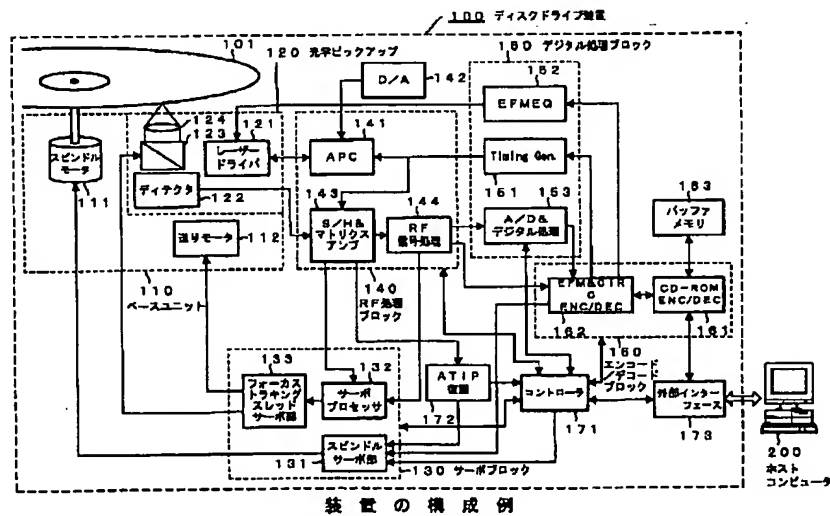 100 ディスクドライブ装置
101
120 光学ピックアップ
D/A
142
150 デジタル処理ブロック
152
EFMEQ
124
123
121
レーザー
ドライバ
141
APC
Timing Gen.
151
スピンドル
モータ
111
ディテクタ
122
143
S/H&
マトリクス
アンプ
144
RF
信号処理
153
A/D&
デジタル処理
163
バッファ
メモリ
送りモータ
112
110
ベースユニット
140
RF処理
ブロック
EFM&CIR
C
ENC/DEC
162
CD-ROM
ENC/DEC
161
160
エンコード
/デコード
ブロック
133
フォーカス
トラキング
スレッド
サーボ部
132
サーボ
プロセッサ
ATIP
復調
172
コントローラ
171
外部インター
フェース
173
スピンドル
サーボ部
131
130 サーボブロック
200
ホスト
コンピュータ
装置の構成例